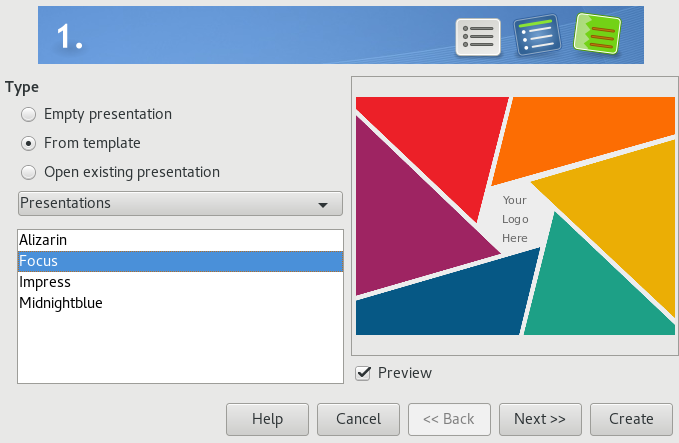 1.
Type
Empty presentation
From template
Open existing presentation
Presentations
Alizarin
Focus
Impress
Midnightblue
Your
Logo
Here
Preview
Help
Cancel
<< Back
Next >>
Create